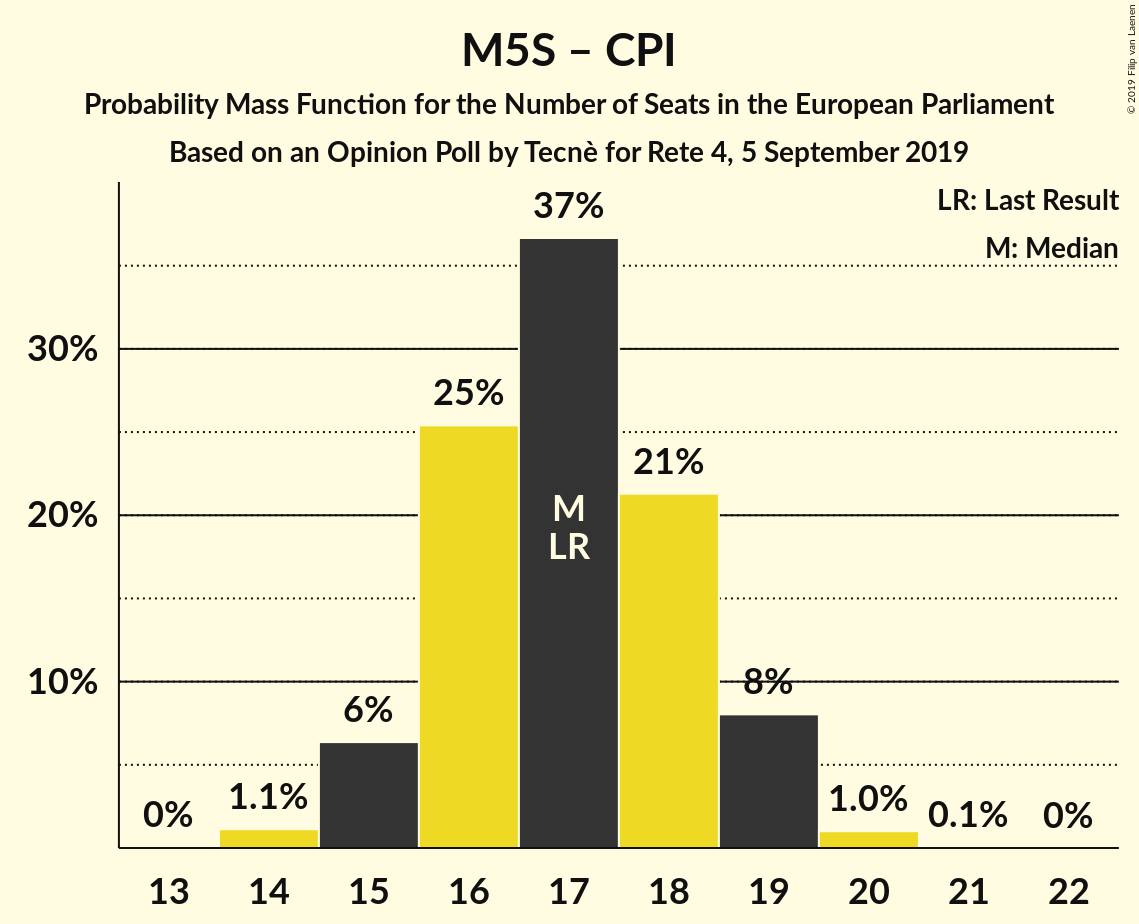 M5S – CPI
Probability Mass Function for the Number of Seats in the European Parliament
Based on an Opinion Poll by Tecnè for Rete 4, 5 September 2019
© 2019 Filip van Laenen
LR: Last Result
M: Median
37%
30%
25%
21%
20%
M
LR
10%
8%
6%
1.1%
1.0%
0%
0.1%
0%
13 14 15 16 17 18 19 20 21 22